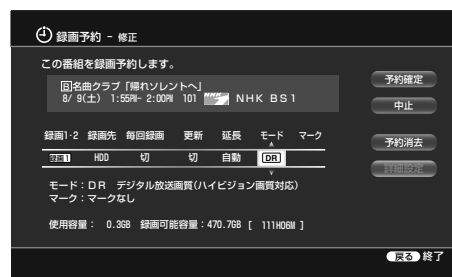 録画予約 - 修正
この番組を録画予約します。
[日]名曲クラブ「帰れソレントへ」
8/ 9(土) 1:55PM- 2:00PM 101 NHK BS1
予約確定
中止
予約消去
録画1·2 録画先 毎回録画 更新 延長 モード マーク
録画1 HDD 切 切 自動 DR
詳細設定
モード：DR デジタル放送画質(ハイビジョン画質対応)
マーク：マークなし
使用容量： 0.3GB 録画可能容量：470.7GB [ 111H06M ]
戻る 終了